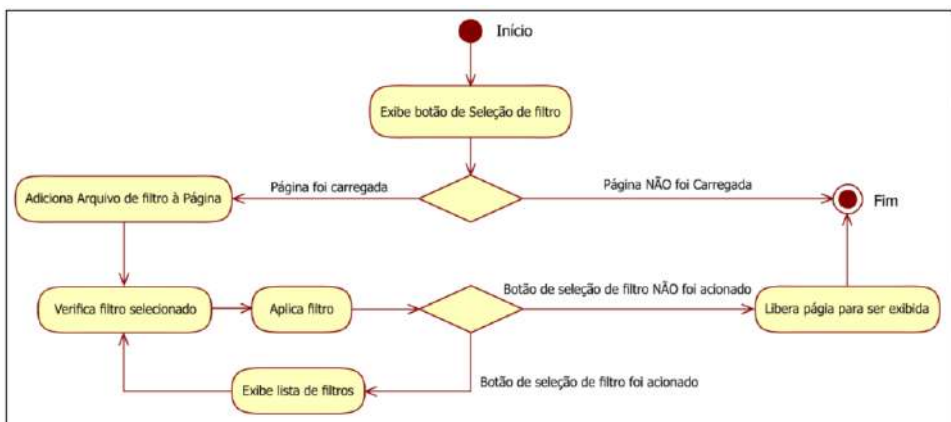 Início
Exibe botão de Seleção de filtro
Página foi carregada
Página NÃO foi Carregada
Adiciona Arquivo de filtro à Página
Fim
Botão de seleção de filtro NÃO foi acionado
Verifica filtro selecionado
Aplica filtro
Libera págia para ser exibida
Exibe lista de filtros
Botão de seleção de filtro foi acionado